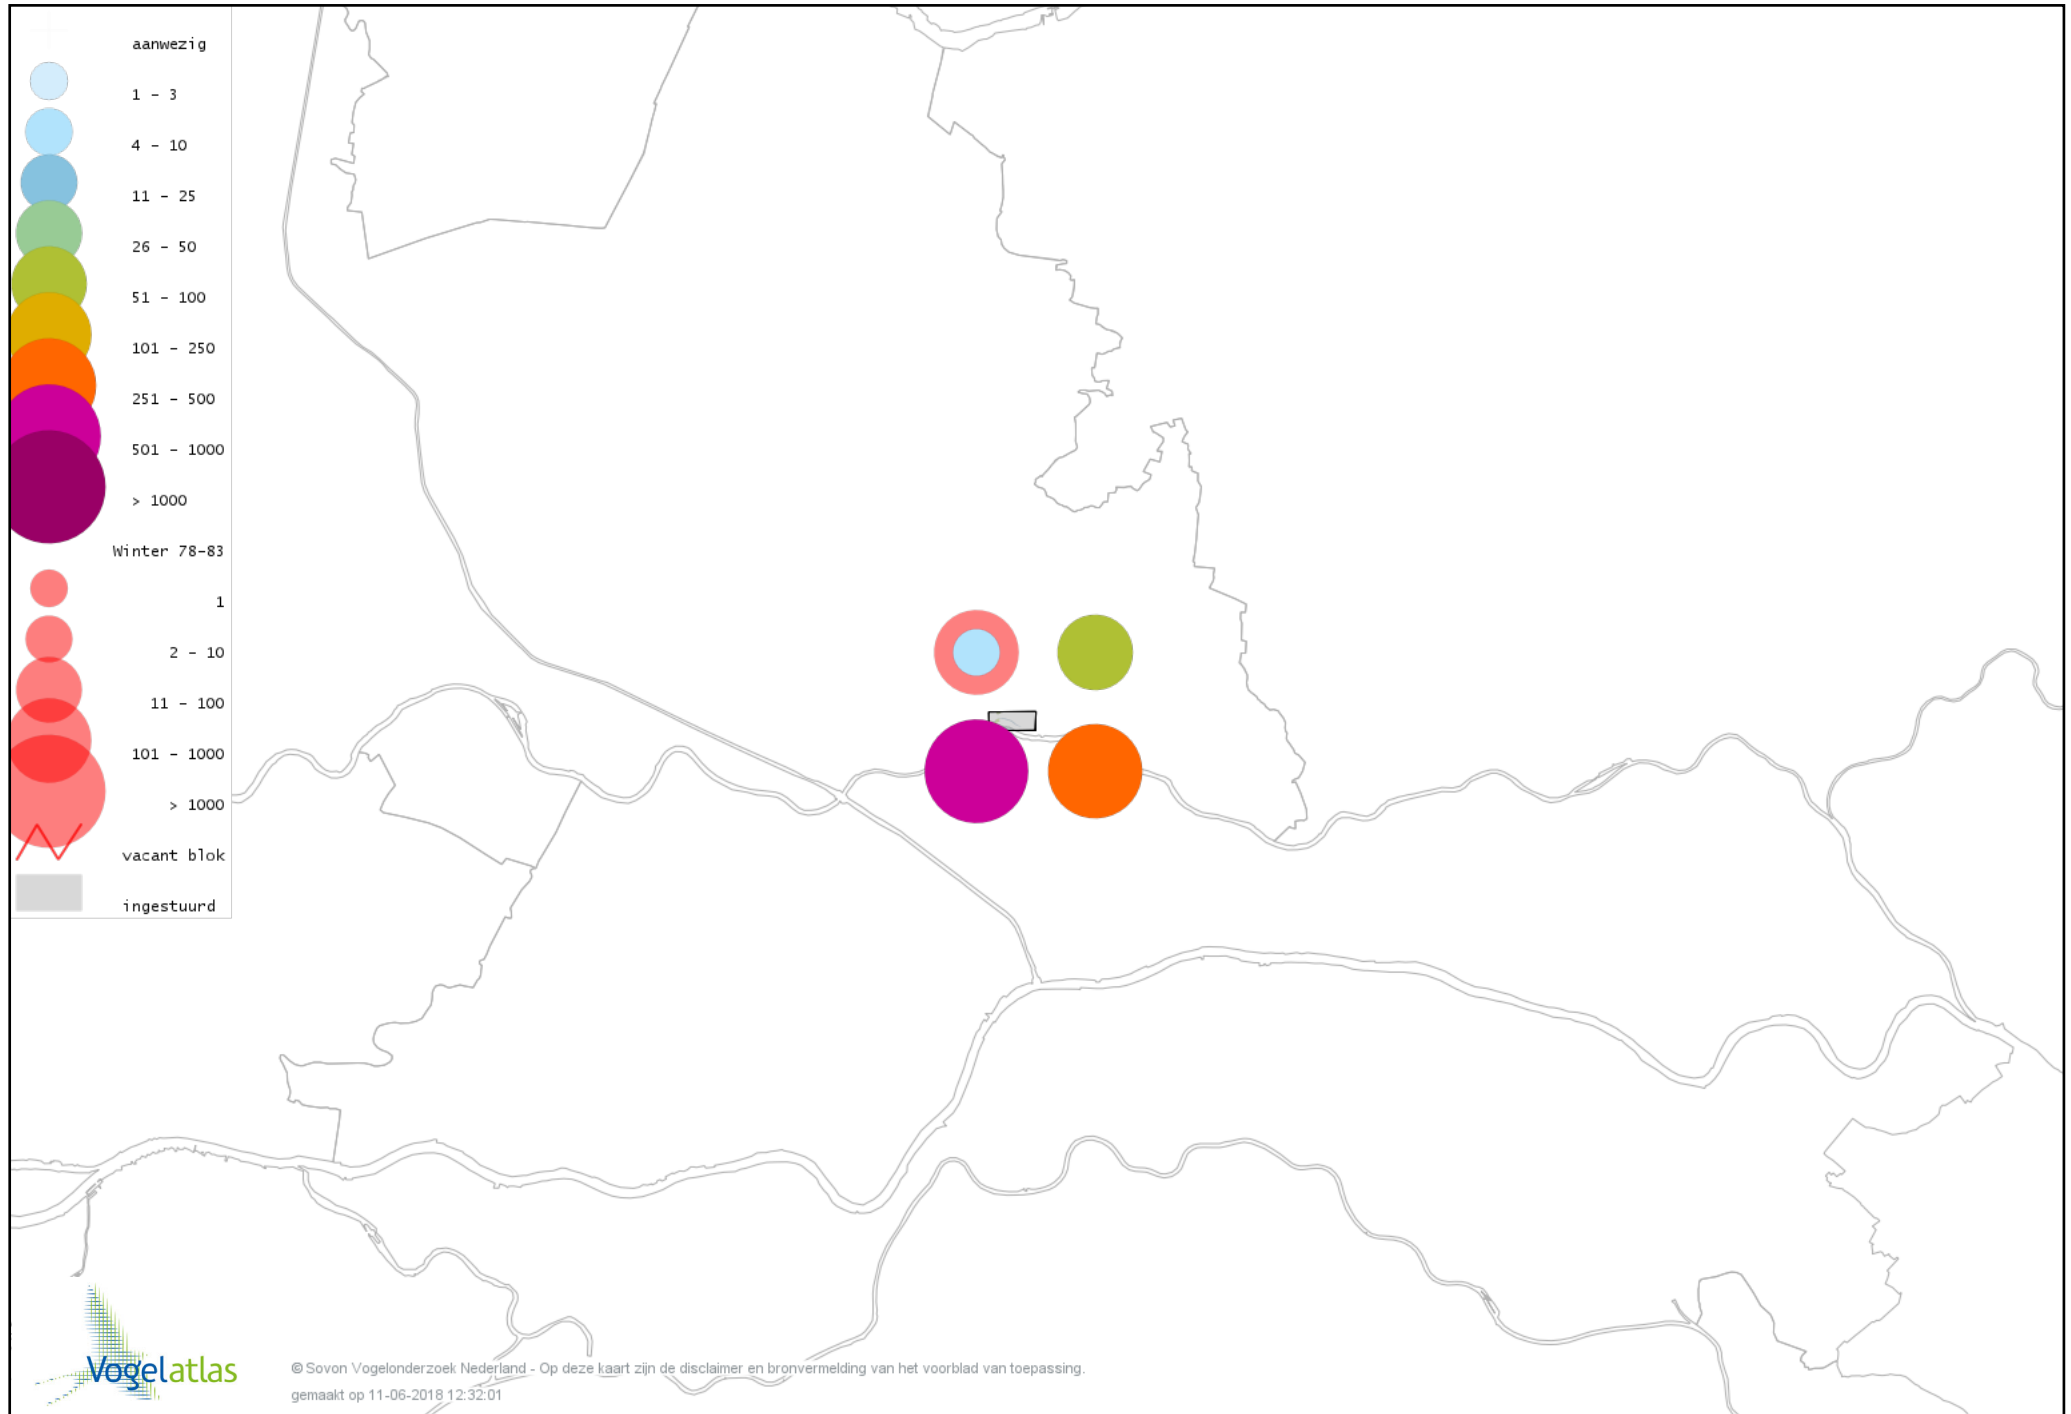 aanwezig
1 - 3
4 - 10
11 - 25
26 - 50
51 - 100
101 - 250
251 - 500
501 - 1000
> 1000
Winter 78-83
1
2 - 10
11 - 100
101 - 1000
> 1000
vacant blok
ingestuurd
Vogelatlas
© Sovon Vogelonderzoek Nederland - Op deze kaart zijn de disclaimer en bronvermelding van het voorblad van toepassing.
gemaakt op 11-06-2018 12:32:01